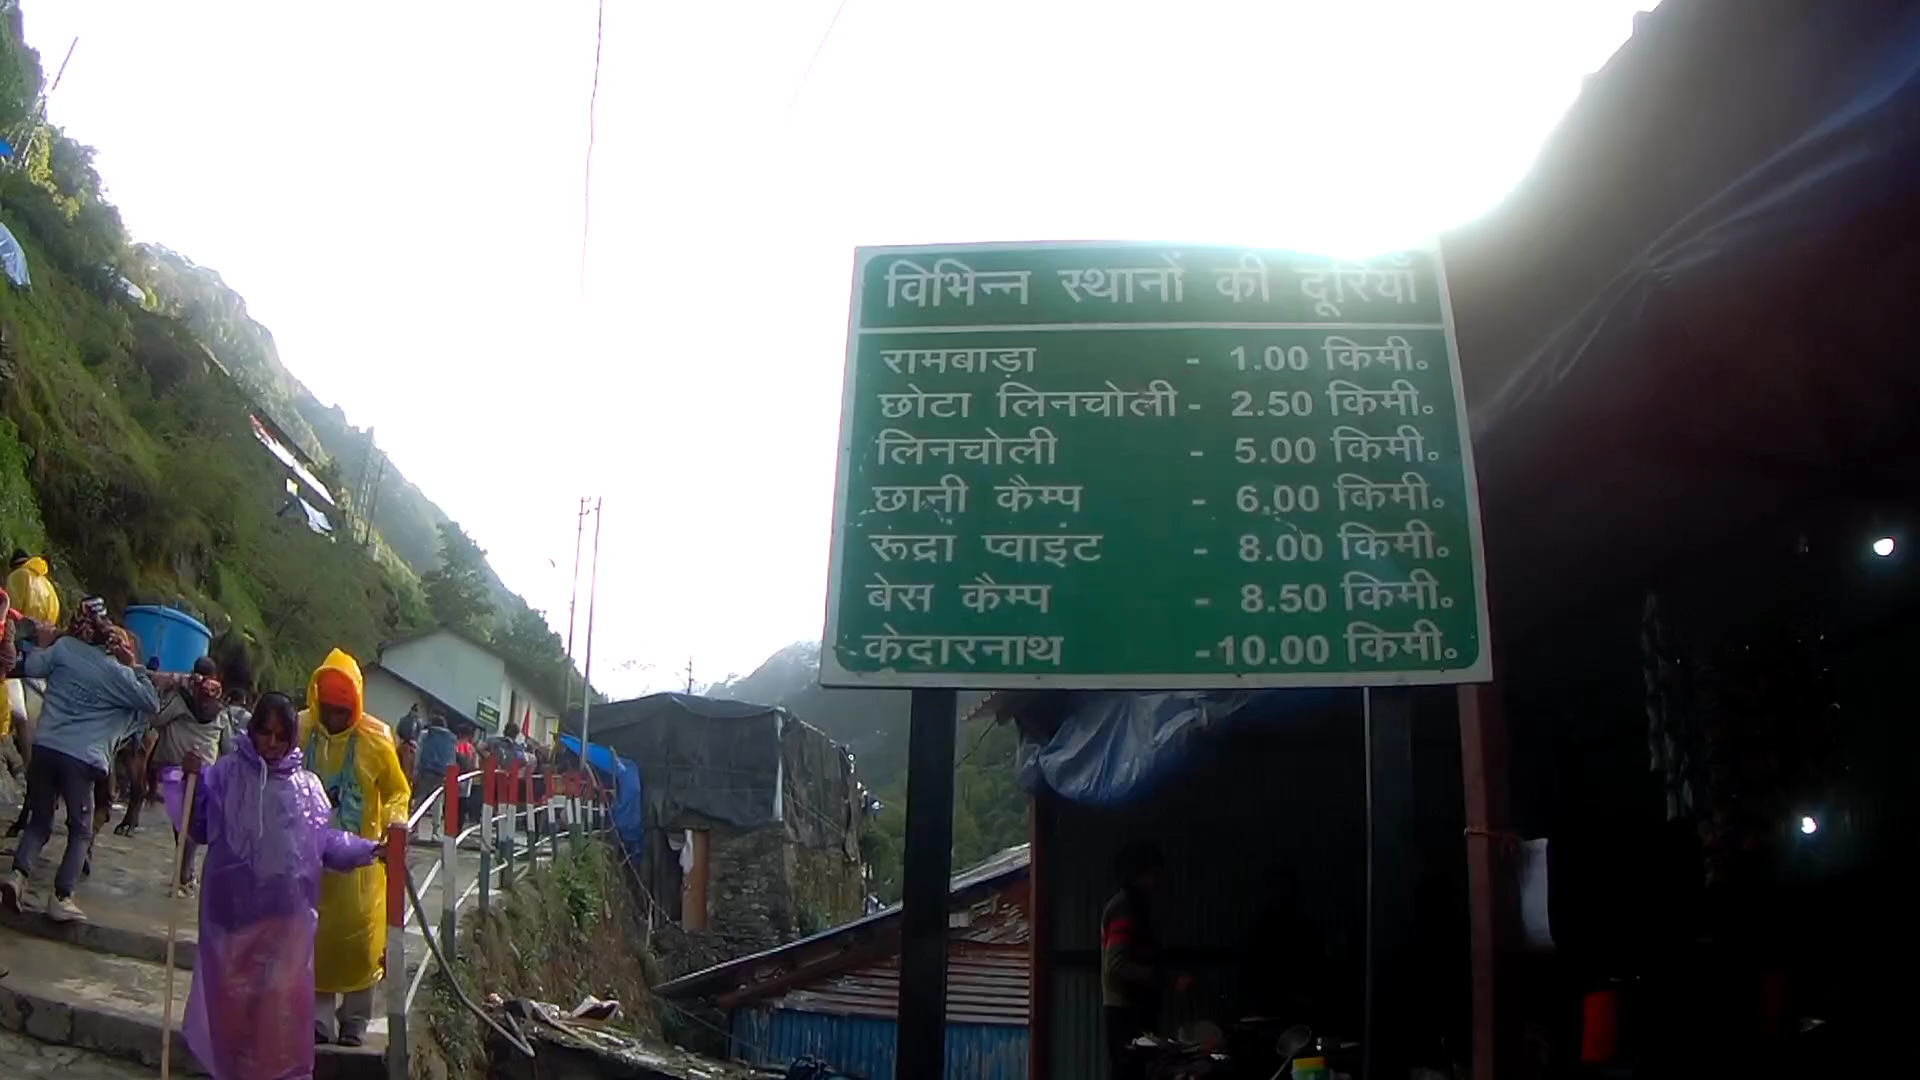 विभिन्न स्थानों की दूरियाँ
रामबाड़ा - 1.00 किमी॰
छोटा लिनचोली - 2.50 किमी॰
लिनचोली - 5.00 किमी॰
छानी कैम्प - 6.00 किमी॰
रूंद्रा प्वाइंट - 8.00 किमी॰
बेस कैम्प - 8.50 किमी॰
केदारनाथ -10.00 किमी॰